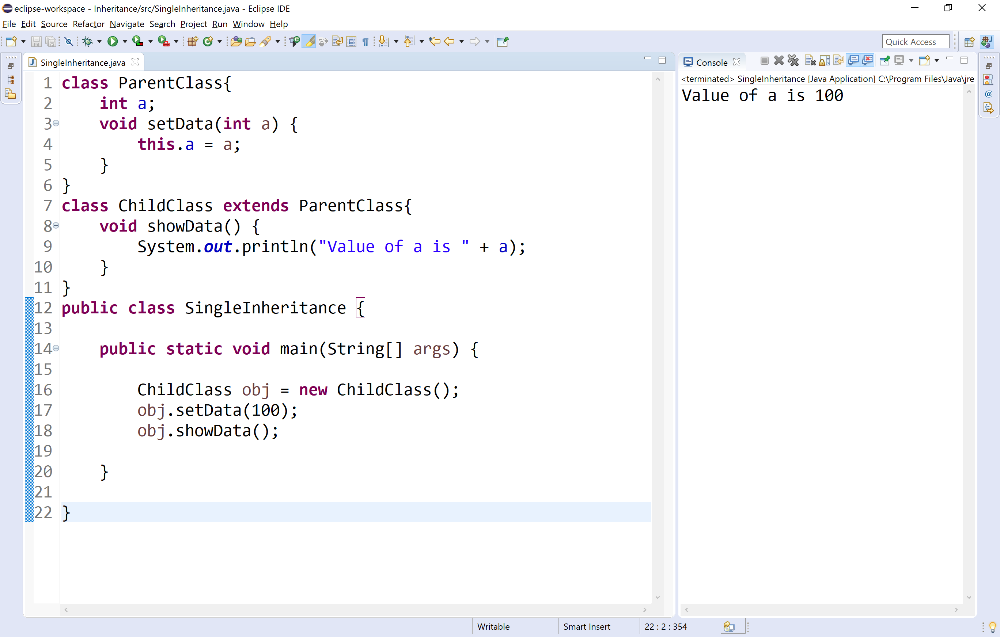 eclipse-workspace - Inheritance/src/SingleInheritance.java - Eclipse IDE
File Edit Source Refactor Navigate Search Project Run Window Help
Quick Access
SingleInheritance.java
1 class ParentClass{
2     int a;
3     void setData(int a) {
4         this.a = a;
5     }
6 }
7 class ChildClass extends ParentClass{
8     void showData() {
9         System.out.println("Value of a is " + a);
10     }
11 }
12 public class SingleInheritance {
13
14     public static void main(String[] args) {
15
16         ChildClass obj = new ChildClass();
17         obj.setData(100);
18         obj.showData();
19
20     }
21
22 }
Console
<terminated> SingleInheritance [Java Application] C:\Program Files\Java\jre
Value of a is 100
Writable
Smart Insert
22 : 2 : 354